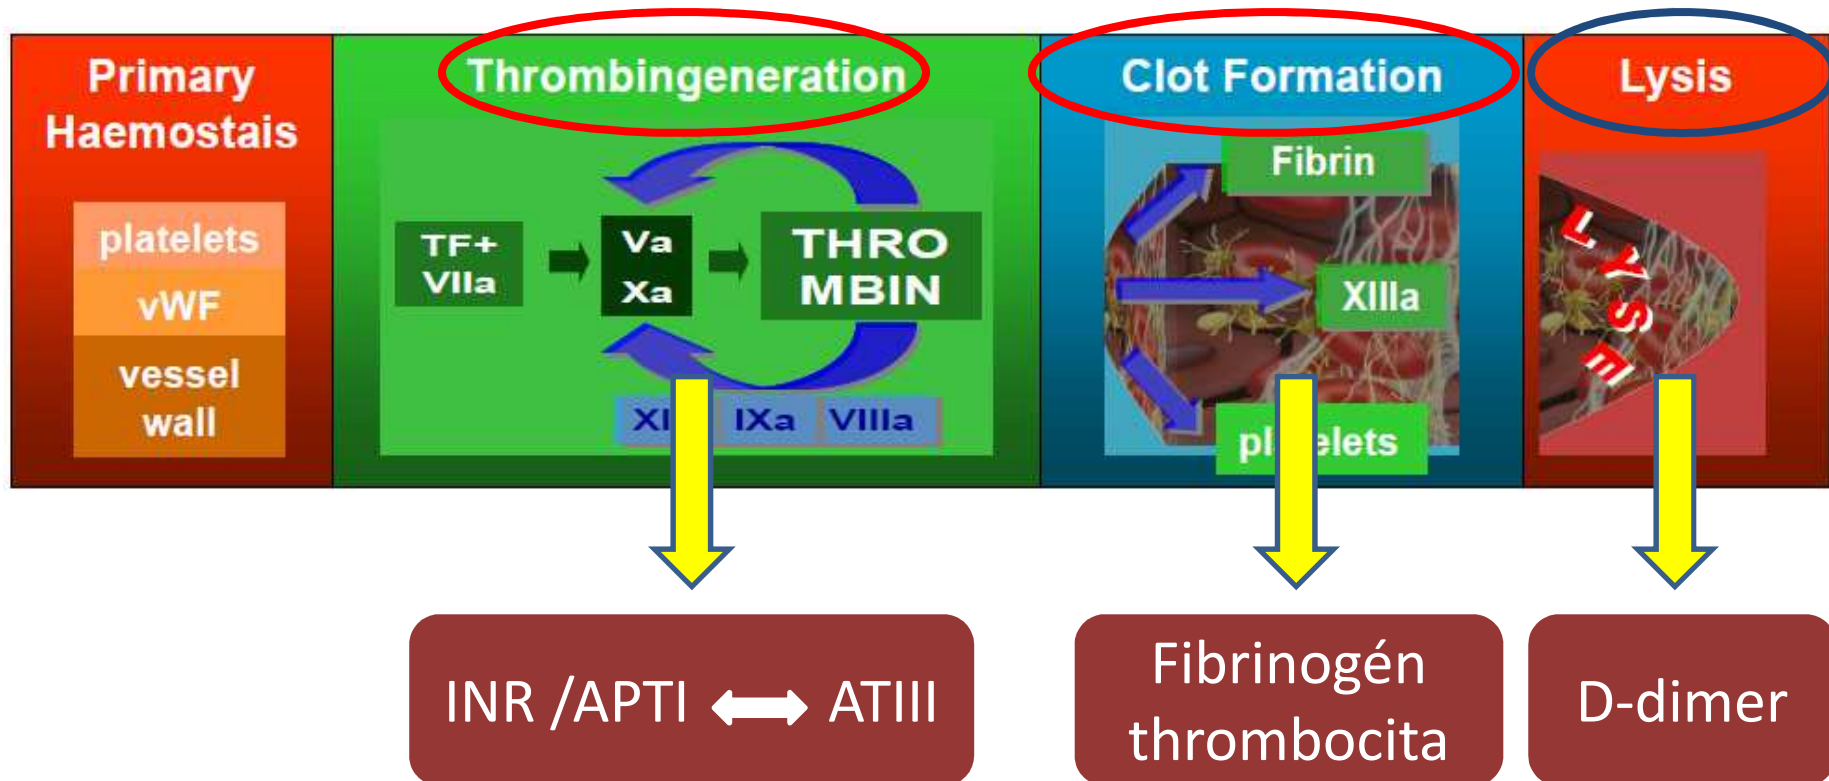 Primary
Haemostais
platelets
vWF
vessel
wall
Thrombingeneration
TF+
VIIa
Va
Xa
THRO
MBIN
IXa
VIIIa
Clot Formation
Fibrin
XIIIa
Lysis
LYSE
INR /APTI ATIII
Fibrinogén
thrombocita
D-dimer